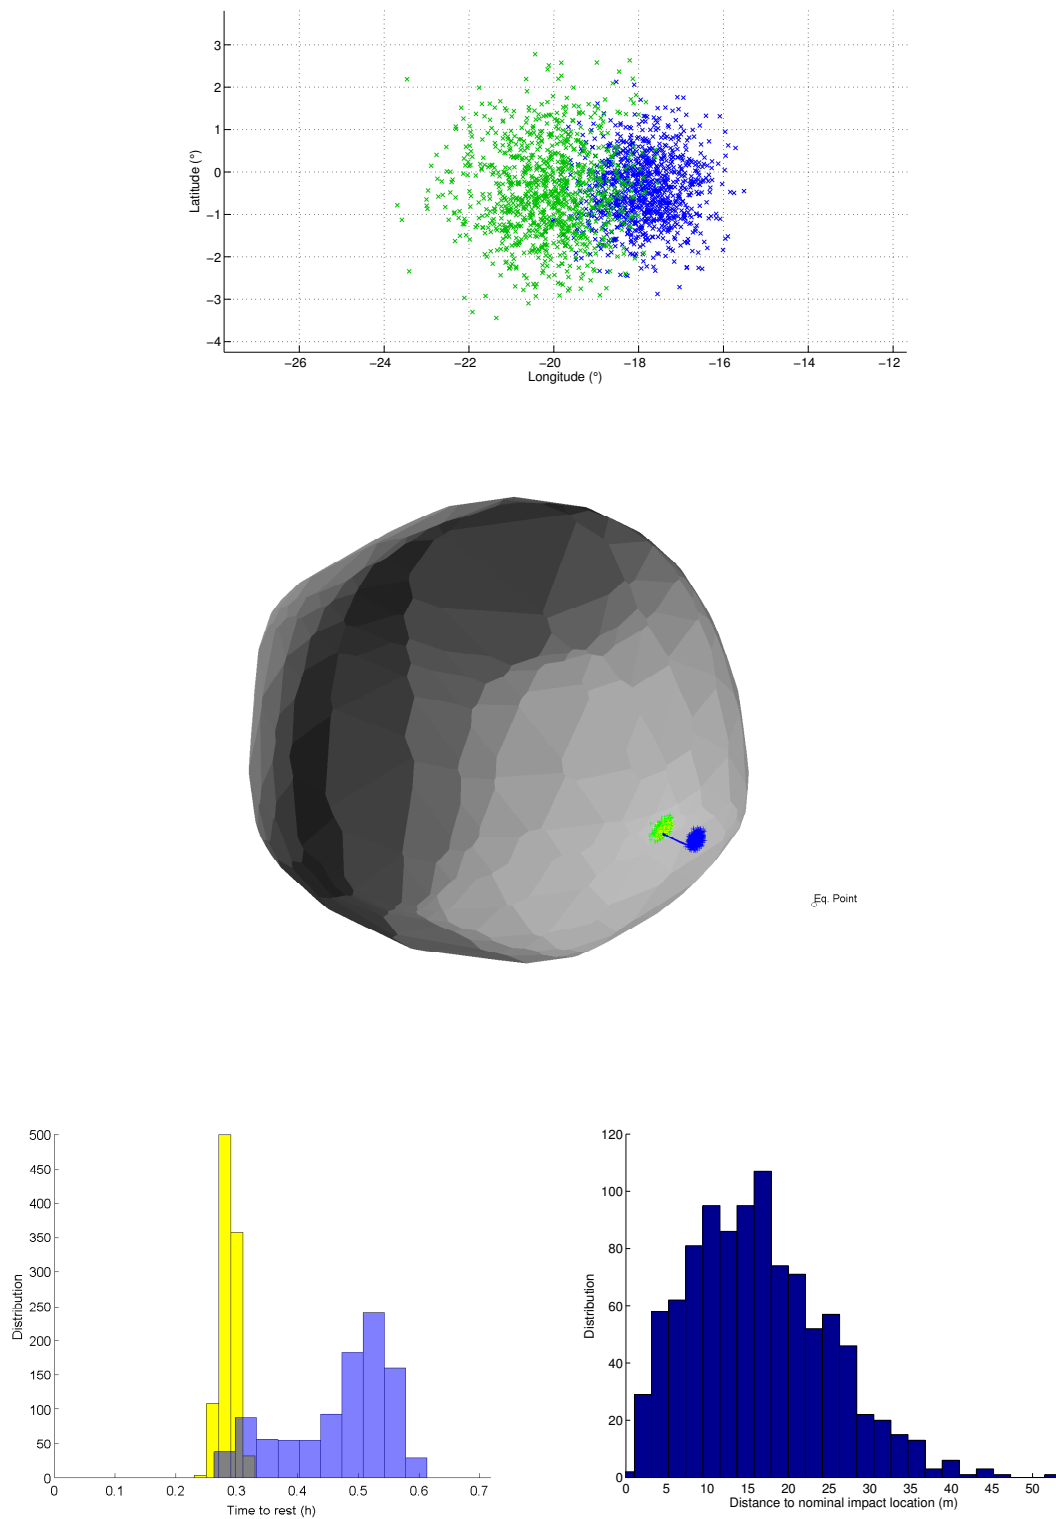 3
2
1
0
−1
−2
−3
−4
Latitude (°)
−26 −24 −22 −20 −18 −16 −14 −12
Longitude (°)
Eq. Point
500
450
400
350
300
250
200
150
100
50
0
Distribution
0 0.1 0.2 0.3 0.4 0.5 0.6 0.7
Time to rest (h)
120
100
80
60
40
20
0
Distribution
0 5 10 15 20 25 30 35 40 45 50
Distance to nominal impact location (m)